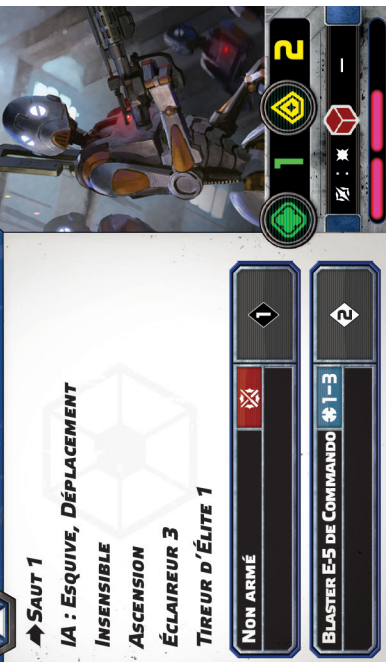 SAUT 1
IA : ESQUIVE, DÉPLACEMENT
INSENSIBLE
ASCENSION
ÉCLAIREUR 3
TIREUR D'ÉLITE 1
NON ARMÉ
1
BLASTER E-5 DE COMMANDO
1–3
2
1
2
: –